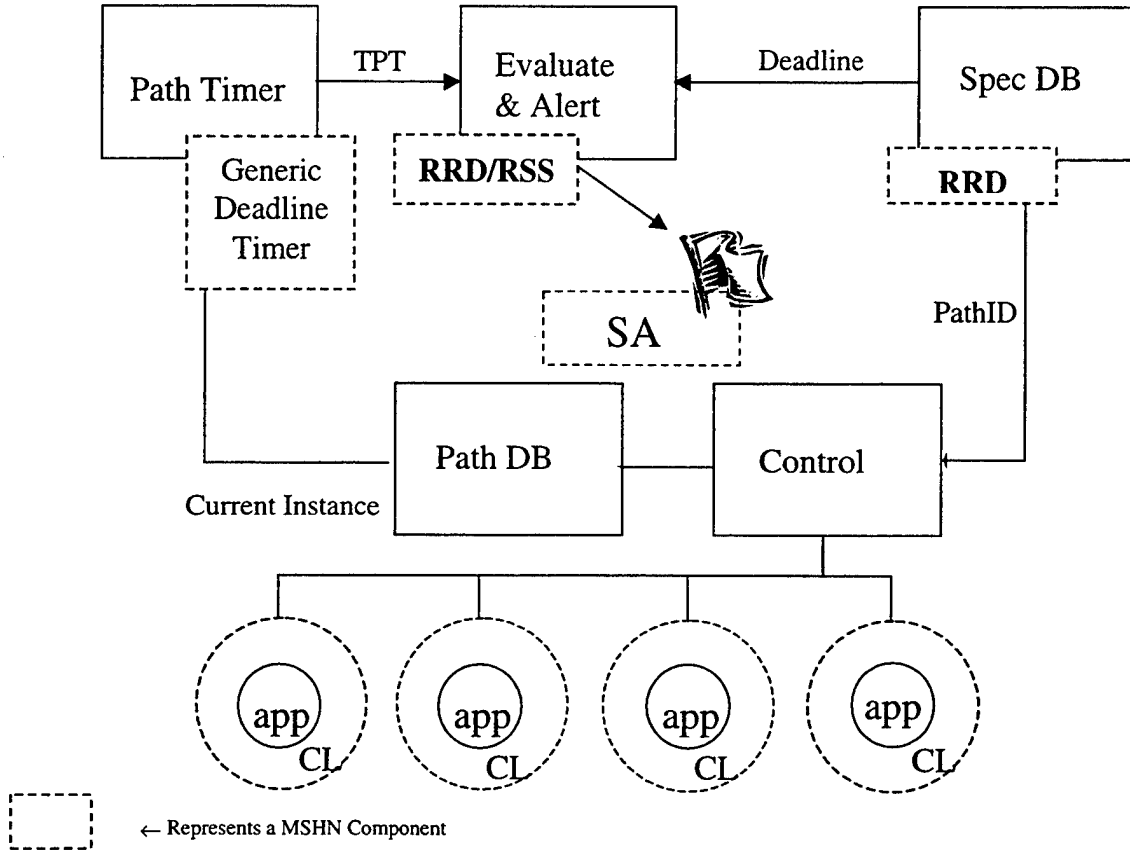 Path Timer
TPT
Evaluate
& Alert
Deadline
Spec DB
Generic
Deadline
Timer
RRD/RSS
RRD
SA
PathID
Path DB
Control
Current Instance
app
CL
app
CL
app
CL
app
CL
← Represents a MSHN Component